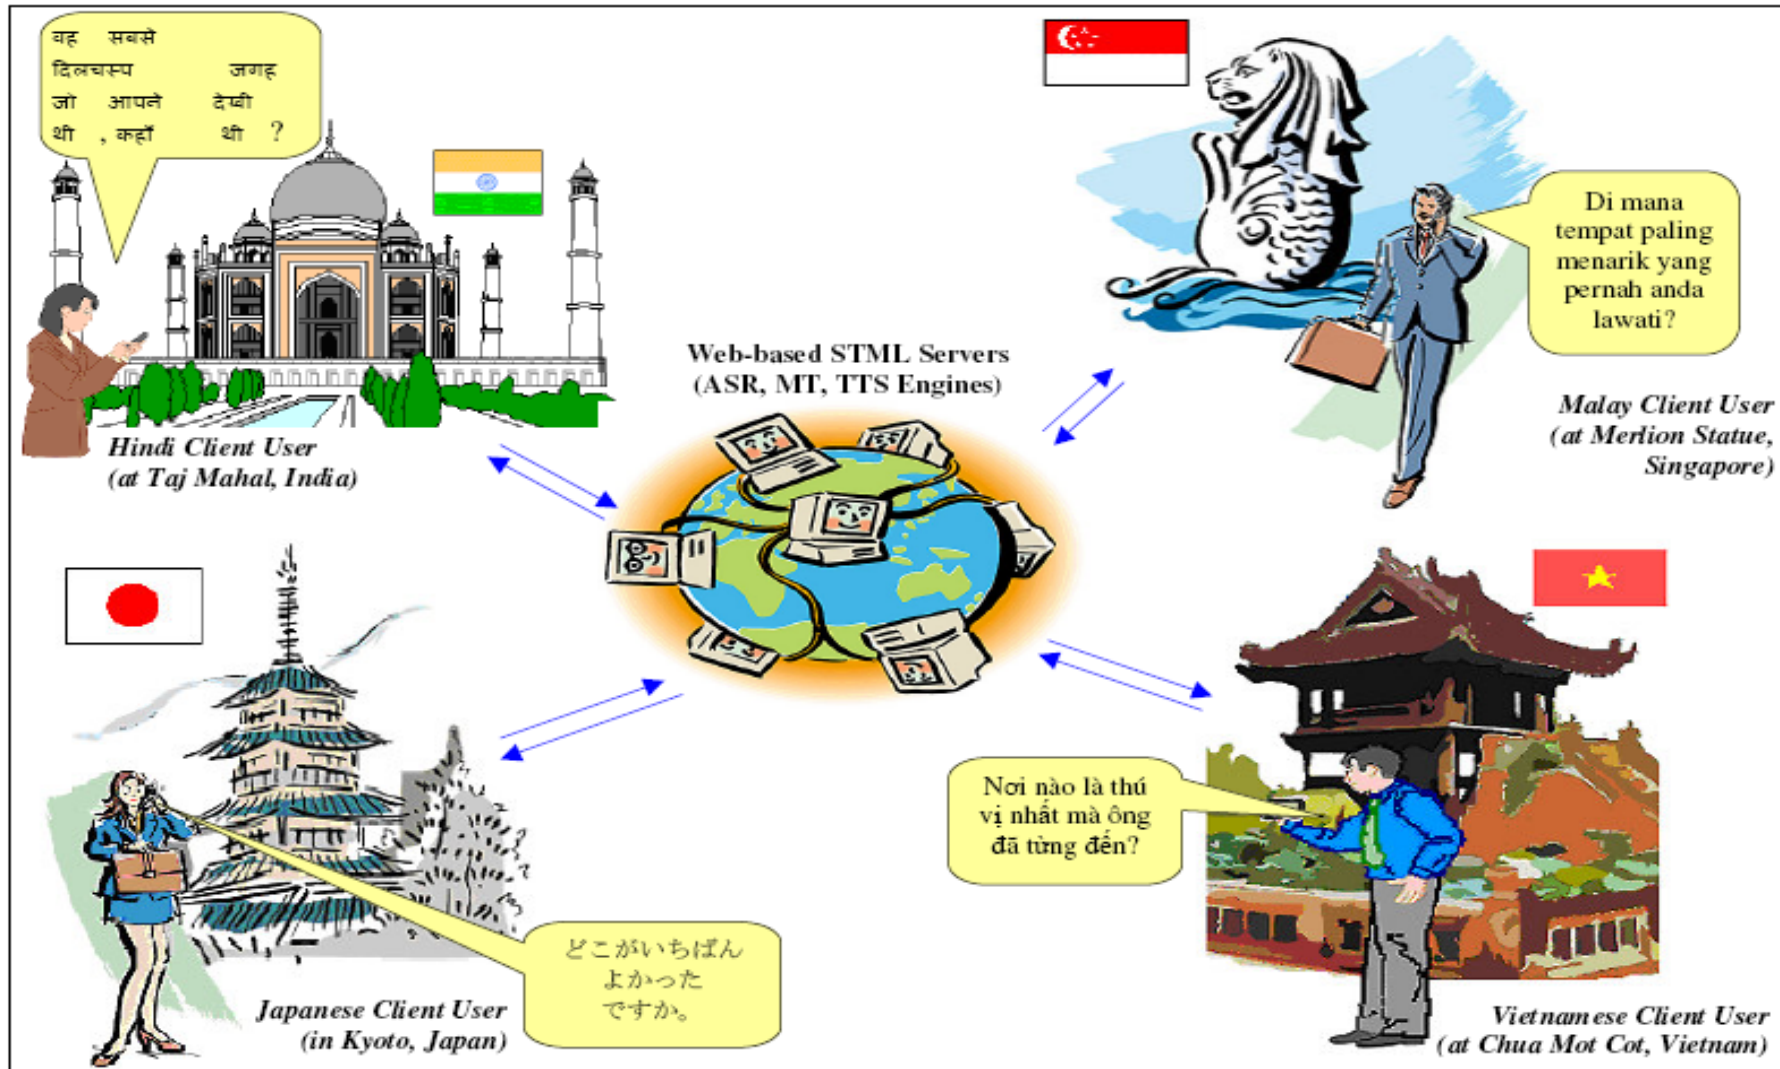 वह सबसे
दिलचस्प जगह
जो आपने देखी
थी , कहाँ थी ?
Hindi Client User
(at Taj Mahal, India)
Web-based STML Servers
(ASR, MT, TTS Engines)
Di mana
tempat paling
menarik yang
pernah anda
lawati?
Malay Client User
(at Merlion Statue,
Singapore)
どこがいちばん
よかった
ですか。
Japanese Client User
(in Kyoto, Japan)
Nơi nào là thú
vị nhất mà ông
đã từng đến?
Vietnamese Client User
(at Chua Mot Cot, Vietnam)